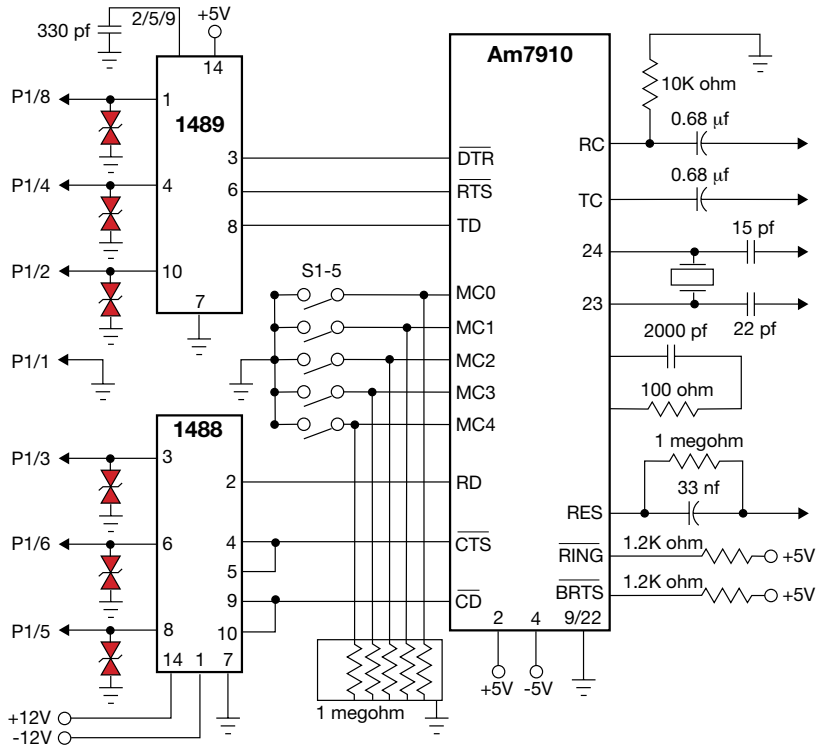 330 pf
2/5/9
+5V
14
P1/8
1
1489
P1/4
4
P1/2
10
3
6
8
7
P1/1
S1-5
Am7910
DTR
RTS
TD
MC0
MC1
MC2
MC3
MC4
RD
CTS
CD
2
4
9/22
+5V
-5V
RC
10K ohm
0.68 µf
TC
0.68 µf
24
15 pf
23
22 pf
2000 pf
100 ohm
1 megohm
33 nf
RES
RING
1.2K ohm
+5V
BRTS
1.2K ohm
+5V
1488
P1/3
3
2
P1/6
6
4
5
9
P1/5
8
10
14
1
7
+12V
-12V
1 megohm